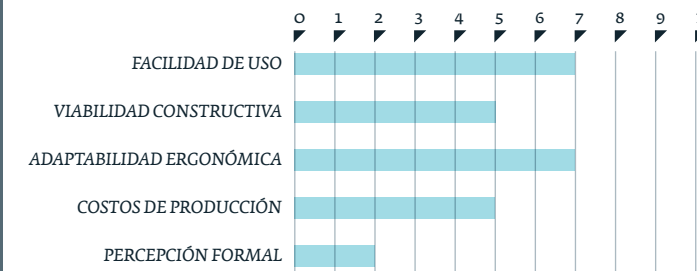 0 1 2 3 4 5 6 7 8 9
FACILIDAD DE USO
VIABILIDAD CONSTRUCTIVA
ADAPTABILIDAD ERGONÓMICA
COSTOS DE PRODUCCIÓN
PERCEPCIÓN FORMAL